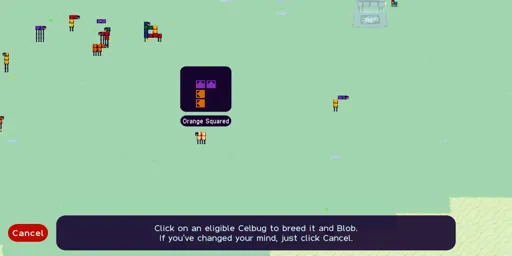 Orange Squared
Click on an eligible Celbug to breed it and Blob.
If you've changed your mind, just click Cancel.
Cancel